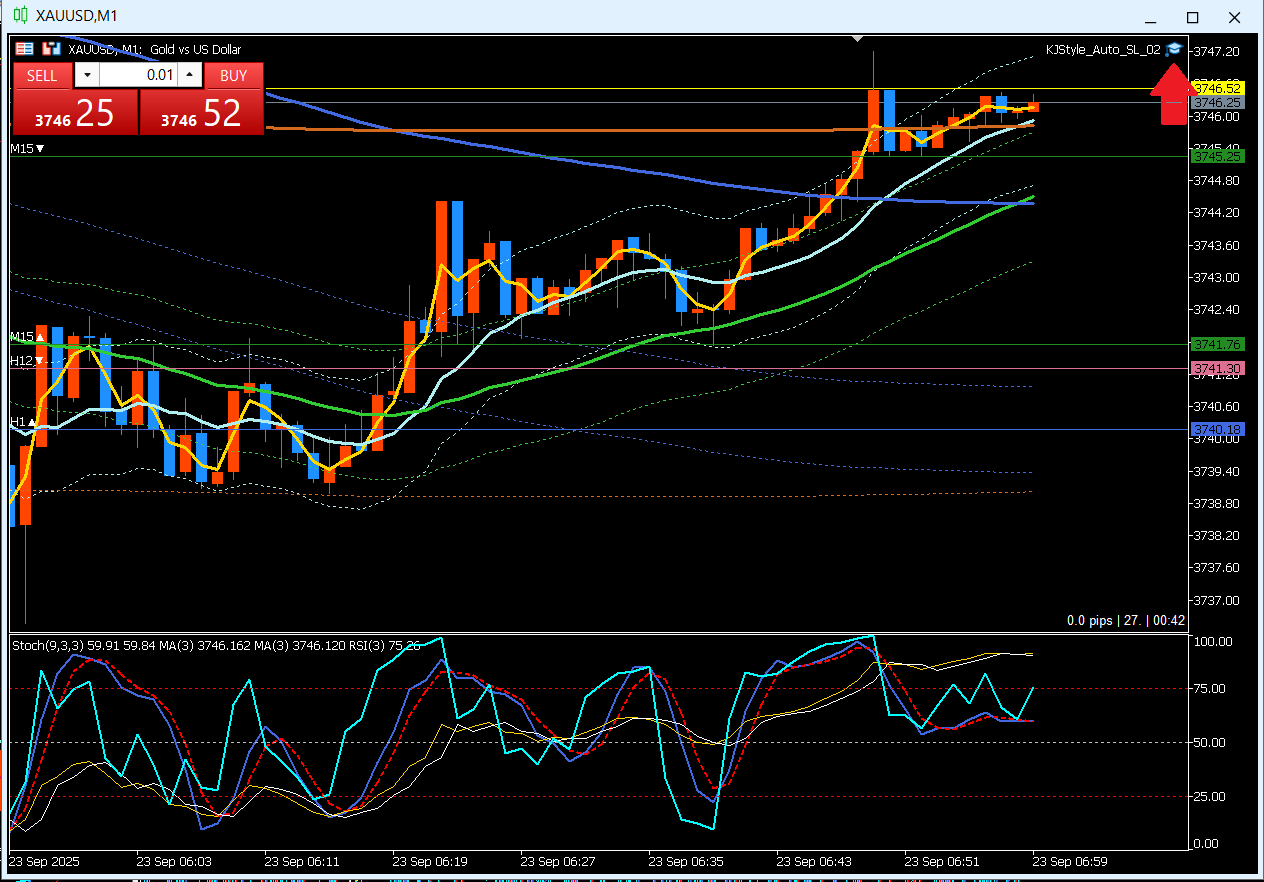 XAUUSD,M1
XAUUSD, M1: Gold vs US Dollar
KJStyle_Auto_SL_02
SELL
0.01
BUY
3746 25
3746 52
M15▼
M15▲
H12▼
H1▲
3747.20
3746.52
3746.25
3746.00
3745.25
3744.80
3744.20
3743.60
3743.00
3742.40
3741.76
3741.30
3740.60
3740.18
3740.00
3739.40
3738.80
3738.20
3737.60
3737.00
0.0 pips | 27. | 00:42
Stoch(9,3,3) 59.91 59.84 MA(3) 3746.162 MA(3) 3746.120 RSI(3) 75.26
100.00
75.00
50.00
25.00
0.00
23 Sep 2025
23 Sep 06:03
23 Sep 06:11
23 Sep 06:19
23 Sep 06:27
23 Sep 06:35
23 Sep 06:43
23 Sep 06:51
23 Sep 06:59